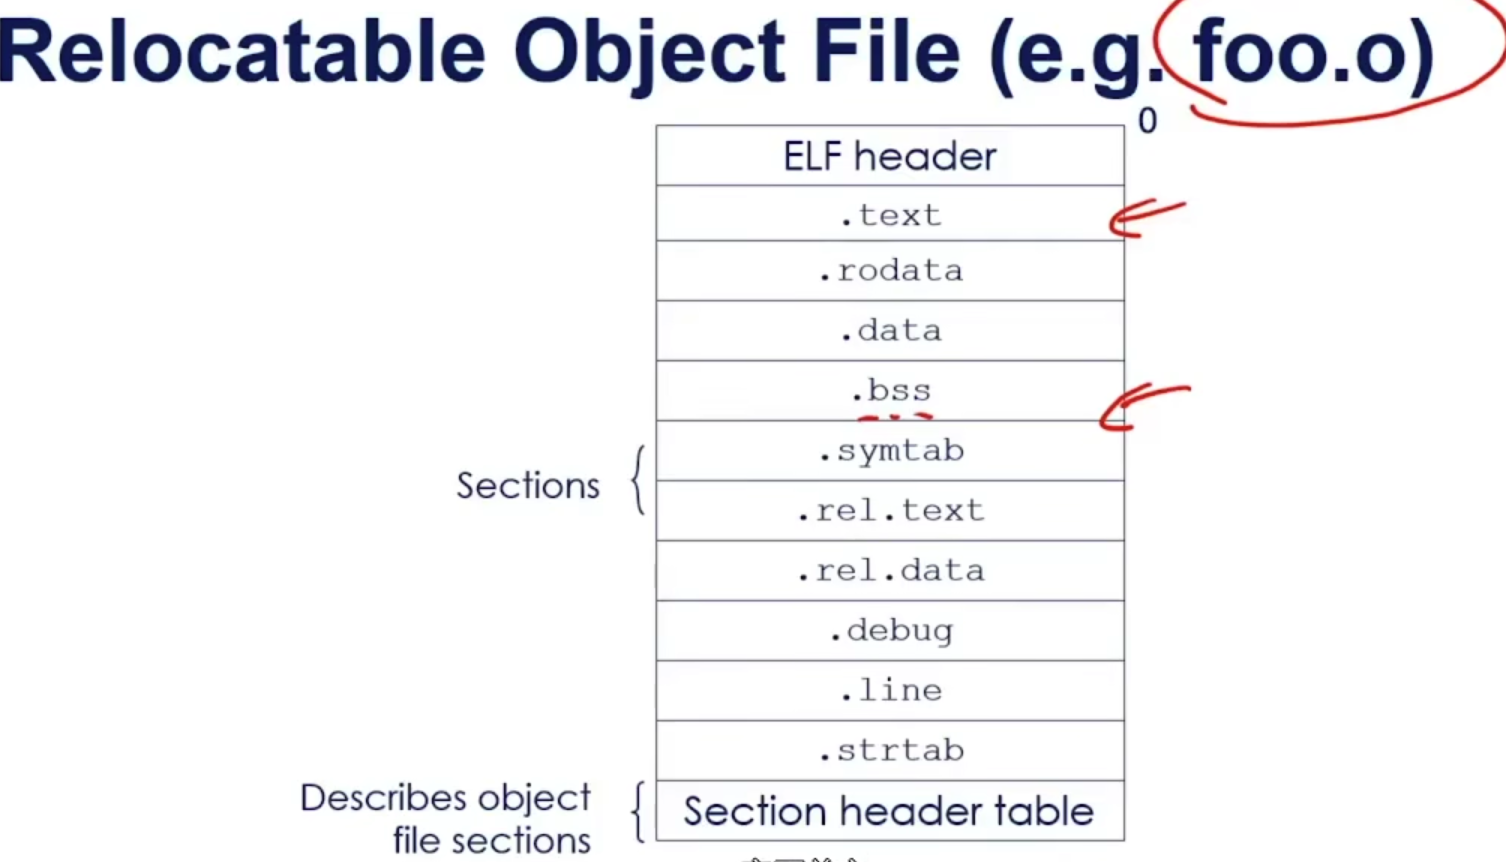 Relocatable Object File (e.g. foo.o)
0
ELF header
.text
.rodata
.data
.bss
.symtab
Sections
.rel.text
.rel.data
.debug
.line
.strtab
Describes object
file sections
Section header table